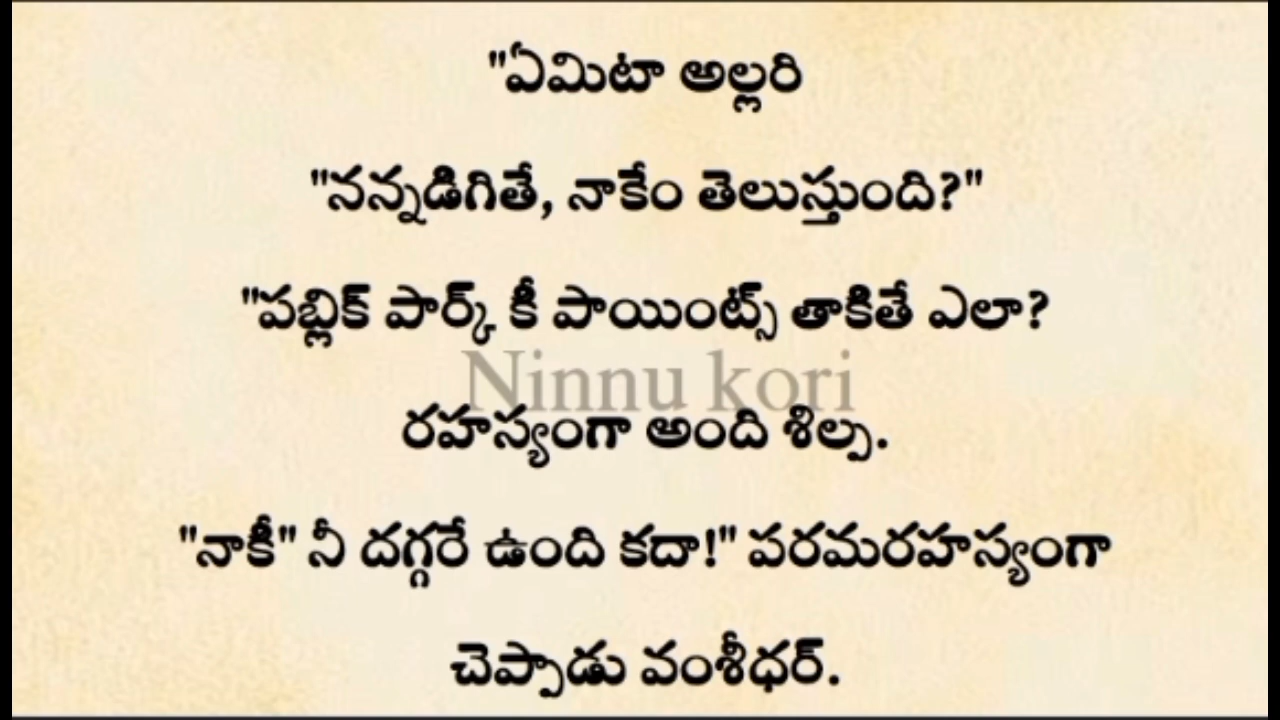 "ఏమిటా అల్లరి
"నన్నడిగితే, నాకేం తెలుస్తుంది?"
"పబ్లిక్ పార్క్ కీ పాయింట్స్ తాకితే ఎలా?
Ninnu kori
రహస్యంగా అంది శిల్ప.
"నాకీ" నీ దగ్గరే ఉంది కదా!" పరమరహస్యంగా
చెప్పాడు వంశీధర్.